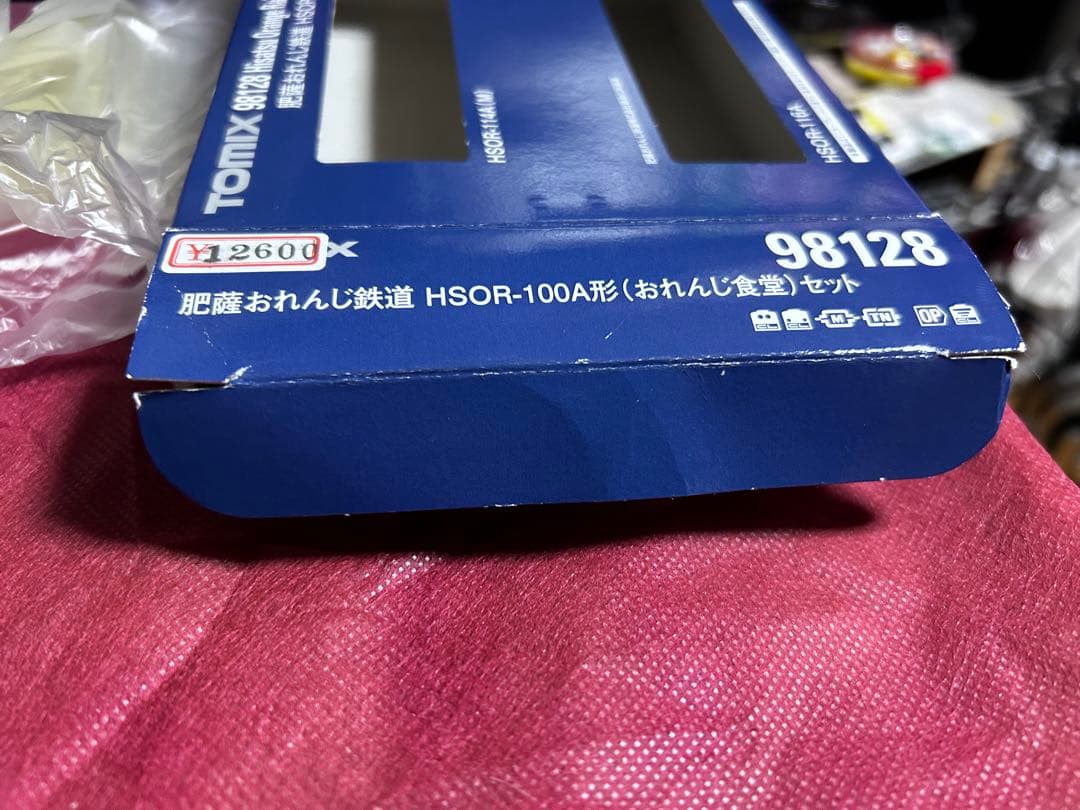 TOMIX 98128 Hisatsu Orange
肥薩おれんじ鉄道 HSOR
HSOR-114A(M)
HSOR-116A
¥12600
X
98128
肥薩おれんじ鉄道 HSOR-100A形(おれんじ食堂)セット
M TN OP